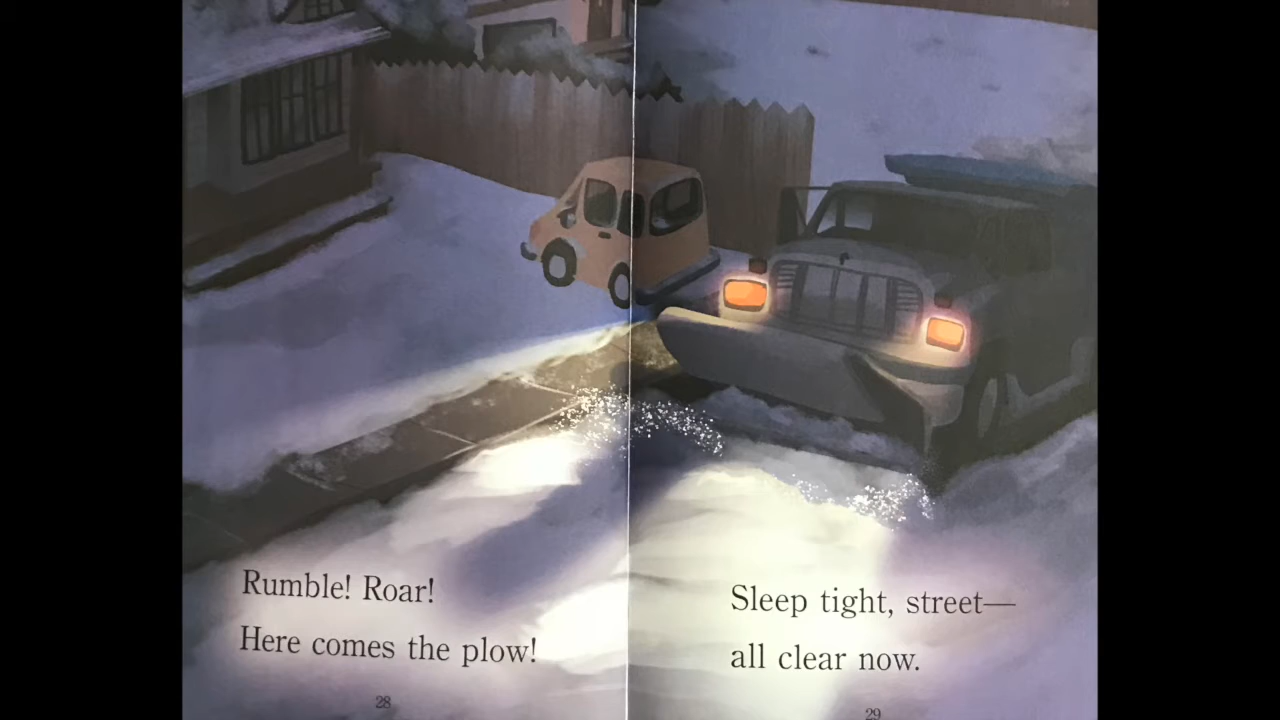 Rumble! Roar!
Here comes the plow!
28
Sleep tight, street—
all clear now.
29